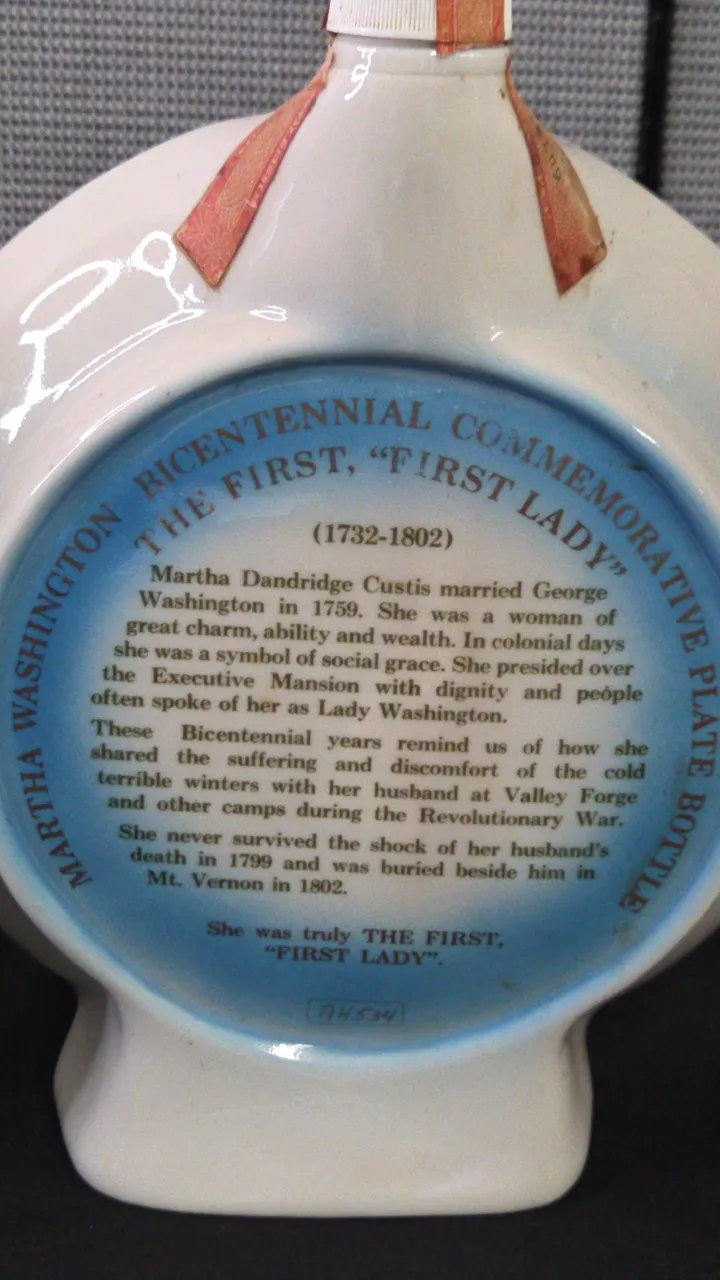 MARTHA WASHINGTON BICENTENNIAL COMMEMORATIVE PLATE BOTTLE
THE FIRST, “FIRST LADY”
(1732-1802)
Martha Dandridge Custis married George
Washington in 1759. She was a woman of
great charm, ability and wealth. In colonial days
she was a symbol of social grace. She presided over
the Executive Mansion with dignity and people
often spoke of her as Lady Washington.
These Bicentennial years remind us of how she
shared the suffering and discomfort of the cold
terrible winters with her husband at Valley Forge
and other camps during the Revolutionary War.
She never survived the shock of her husband's
death in 1799 and was buried beside him in
Mt. Vernon in 1802.
She was truly THE FIRST,
“FIRST LADY”.
AH534